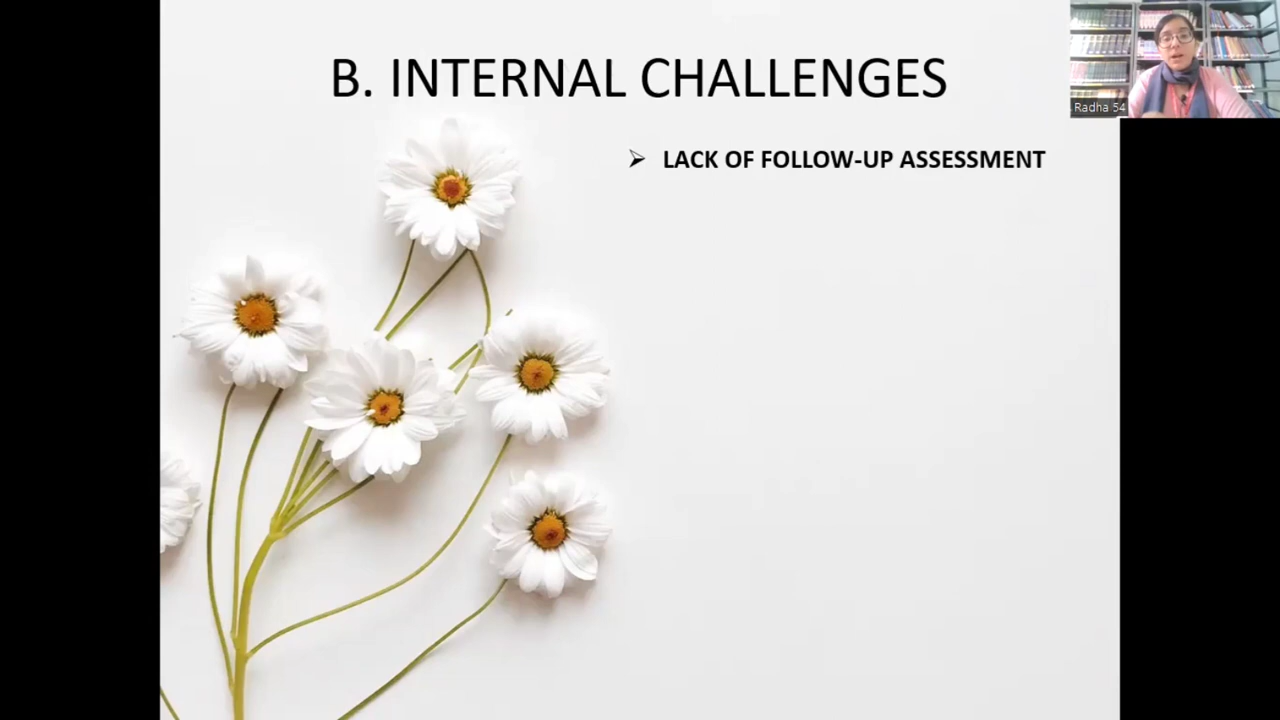 B. INTERNAL CHALLENGES
➢ LACK OF FOLLOW-UP ASSESSMENT
Radha 54